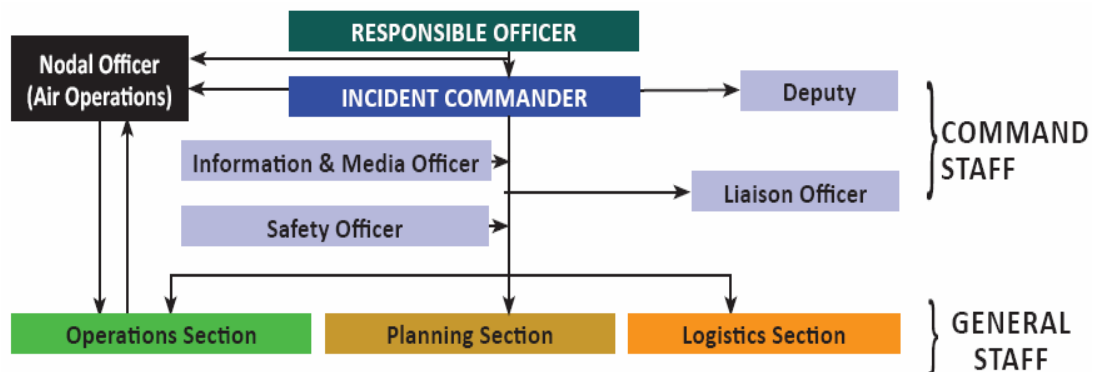 RESPONSIBLE OFFICER
Nodal Officer
(Air Operations)
INCIDENT COMMANDER
Deputy
COMMAND
STAFF
Information & Media Officer
Liaison Officer
Safety Officer
Operations Section
Planning Section
Logistics Section
GENERAL
STAFF